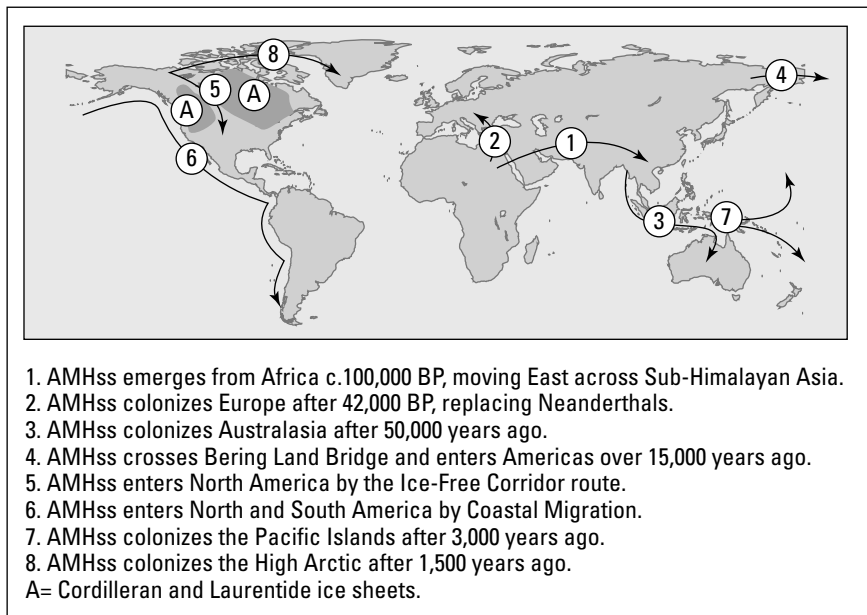 8
4
5
A
A
2
1
6
3
7
1. AMHss emerges from Africa c.100,000 BP, moving East across Sub-Himalayan Asia.
2. AMHss colonizes Europe after 42,000 BP, replacing Neanderthals.
3. AMHss colonizes Australasia after 50,000 years ago.
4. AMHss crosses Bering Land Bridge and enters Americas over 15,000 years ago.
5. AMHss enters North America by the Ice-Free Corridor route.
6. AMHss enters North and South America by Coastal Migration.
7. AMHss colonizes the Pacific Islands after 3,000 years ago.
8. AMHss colonizes the High Arctic after 1,500 years ago.
A= Cordilleran and Laurentide ice sheets.